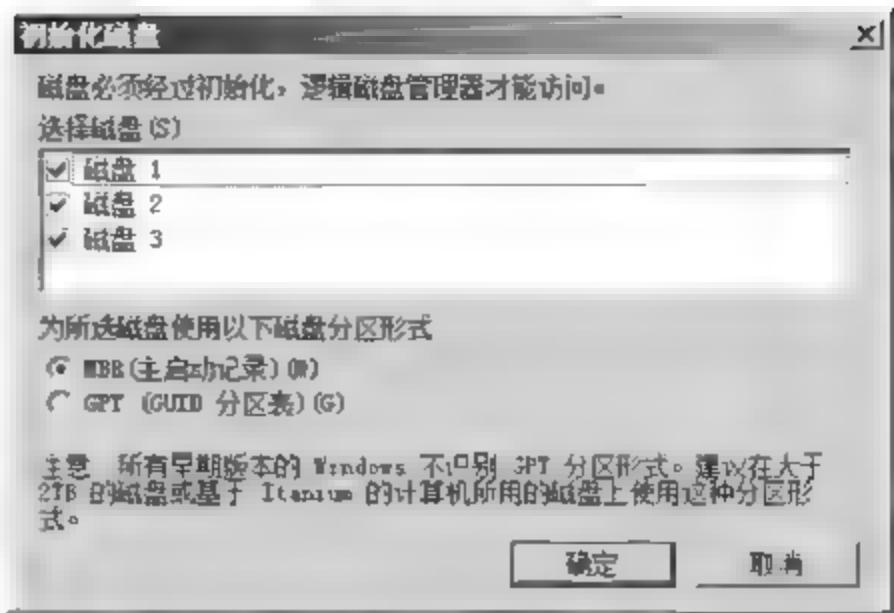 初始化磁盘
磁盘必须经过初始化，逻辑磁盘管理器才能访问。
选择磁盘(S)
磁盘 1
磁盘 2
磁盘 3
为所选磁盘使用以下磁盘分区形式
MBR(主启动记录)(M)
GPT (GUID 分区表)(G)
注意 所有早期版本的 Windows 不识别 GPT 分区形式。建议在大于
2TB 的磁盘或基于 Itanium 的计算机所用的磁盘上使用这种分区形
式。
确定
取消